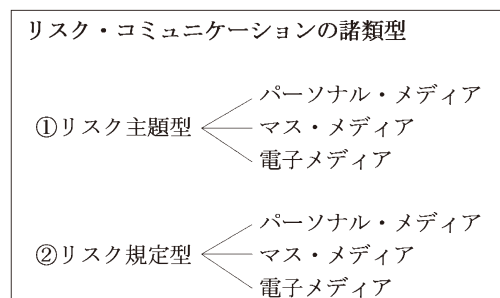 リスク・コミュニケーションの諸類型
パーソナル・メディア
①リスク主題型 マス・メディア
電子メディア
パーソナル・メディア
②リスク規定型 マス・メディア
電子メディア